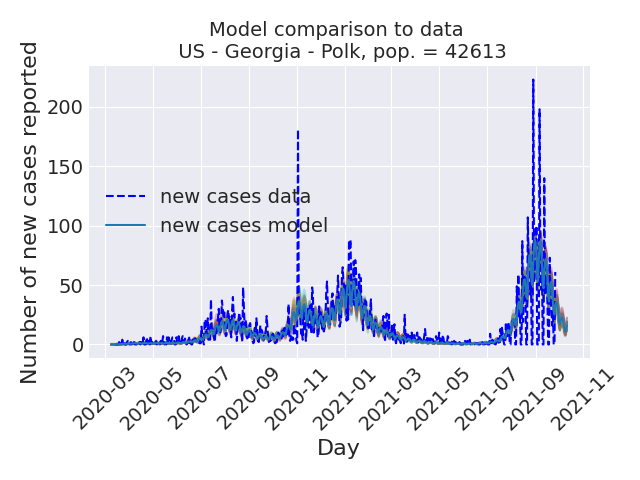 Model comparison to data
US - Georgia - Polk, pop. = 42613
Number of new cases reported
200
150
100
50
0
new cases data
new cases model
2020-03
2020-05
2020-07
2020-09
2020-11
2021-01
2021-03
2021-05
2021-07
2021-09
2021-11
Day